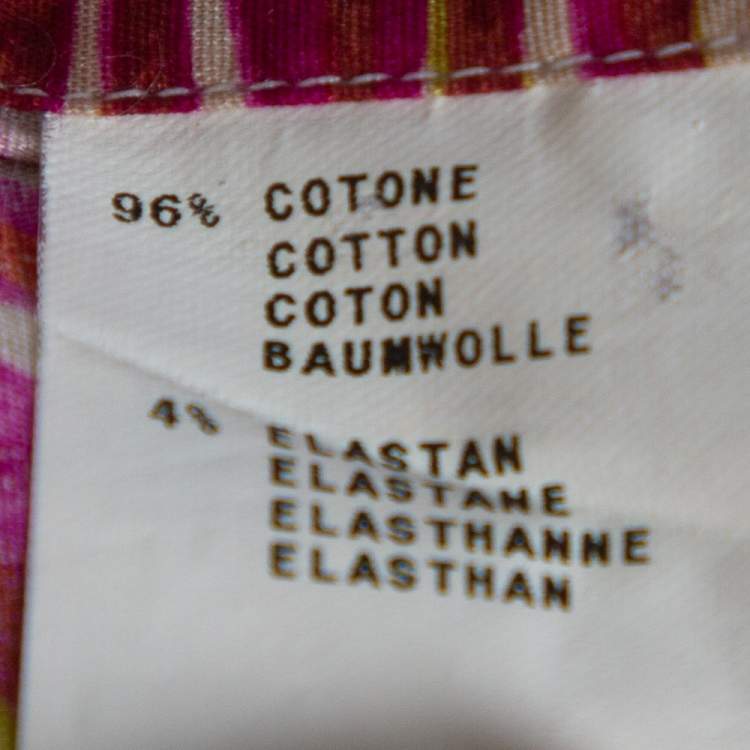 96% COTONE
COTTON
COTON
BAUMWOLLE
4% ELASTAN
ELASTANE
ELASTHANNE
ELASTHAN